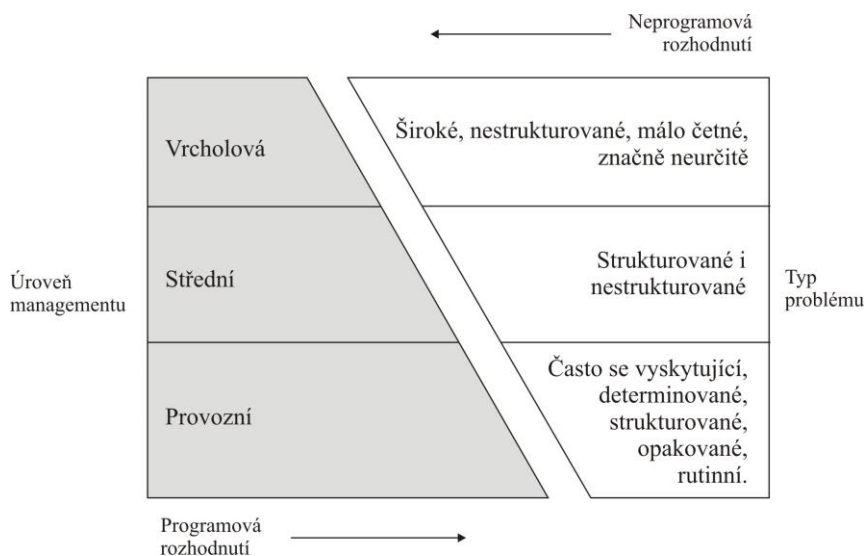 Neprogramová
rozhodnutí
Vrcholová
Široké, nestrukturované, málo četné,
značně neurčitě
Úroveň
managementu
Střední
Strukturované i
nestrukturované
Typ
problému
Provozní
Často se vyskytující,
determinované,
strukturované,
opakované,
rutinní.
Programová
rozhodnutí